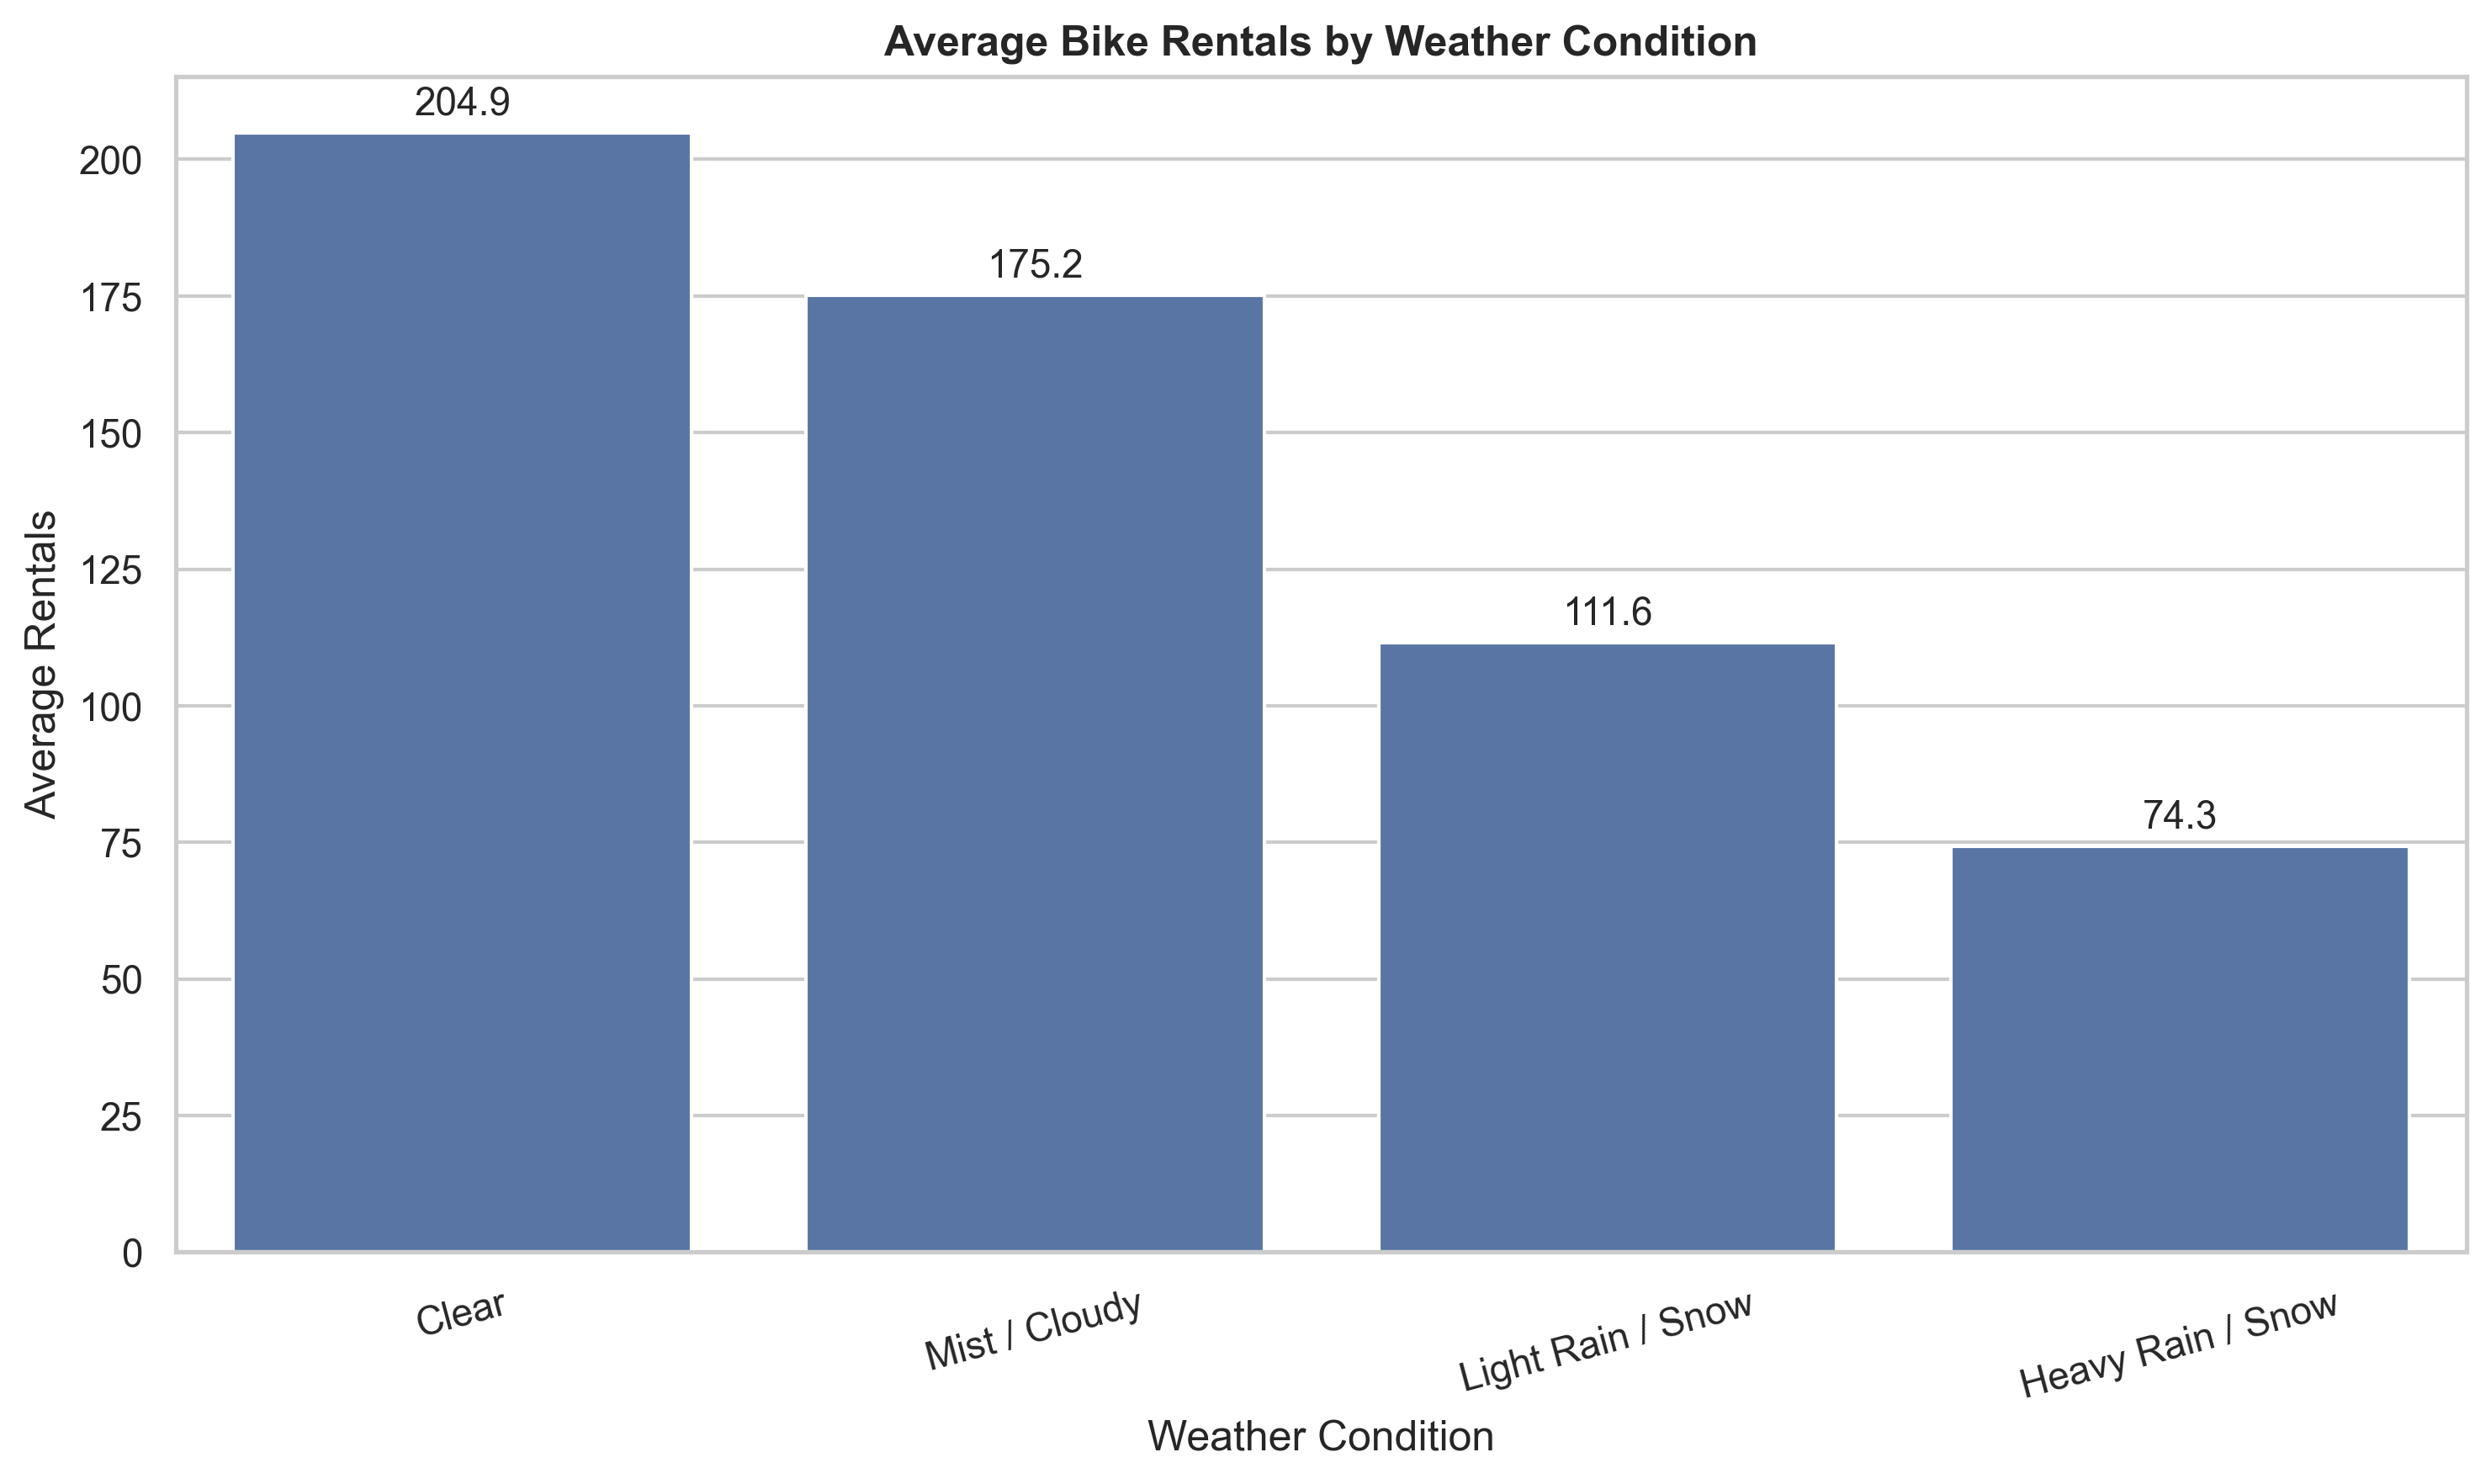 Average Bike Rentals by Weather Condition
204.9
200
175.2
175
150
125
111.6
100
74.3
75
50
25
0
Average Rentals
Clear
Mist / Cloudy
Light Rain / Snow
Heavy Rain / Snow
Weather Condition